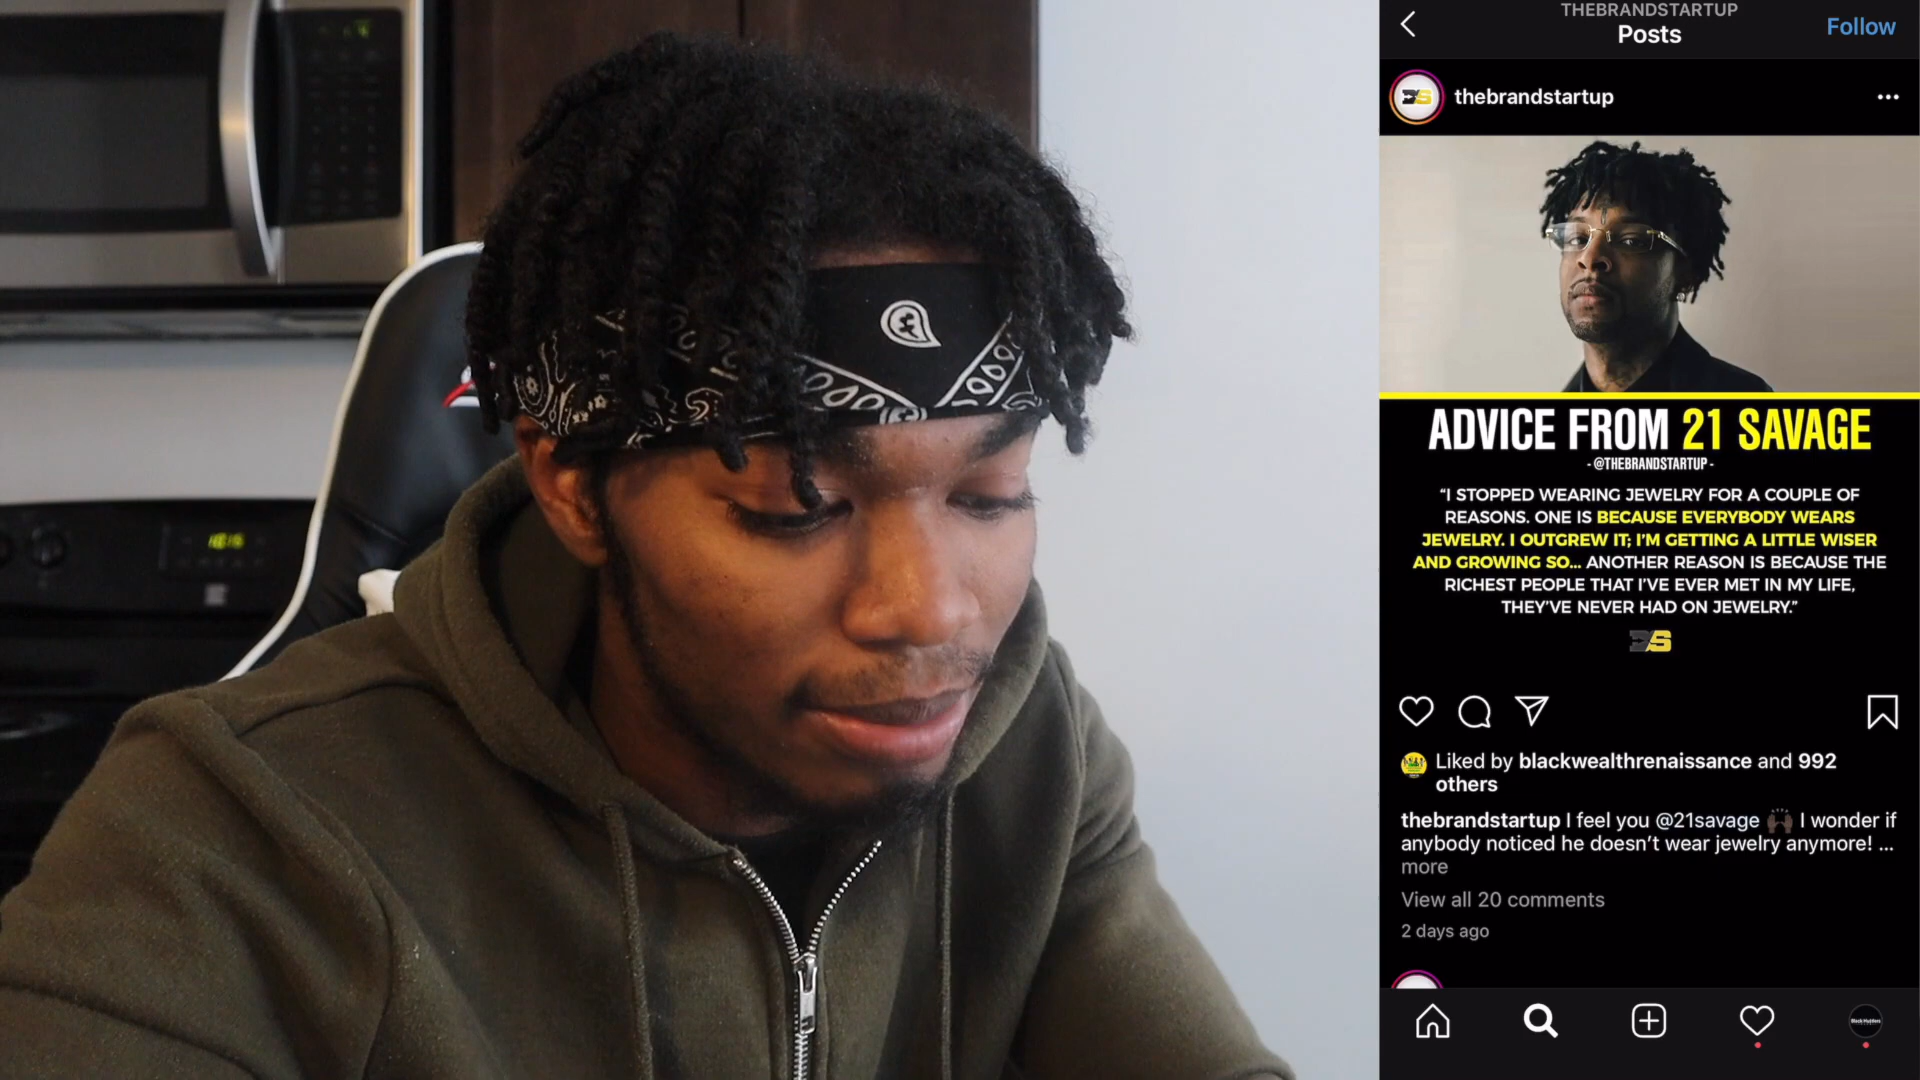 THEBRANDSTARTUP
Posts
Follow
thebrandstartup
ADVICE FROM 21 SAVAGE
- @THEBRANDSTARTUP -
“I STOPPED WEARING JEWELRY FOR A COUPLE OF
REASONS. ONE IS BECAUSE EVERYBODY WEARS
JEWELRY. I OUTGREW IT; I’M GETTING A LITTLE WISER
AND GROWING SO... ANOTHER REASON IS BECAUSE THE
RICHEST PEOPLE THAT I’VE EVER MET IN MY LIFE,
THEY’VE NEVER HAD ON JEWELRY.”
Liked by blackwealthrenaissance and 992
others
thebrandstartup I feel you @21savage 🙌🏿 I wonder if
anybody noticed he doesn’t wear jewelry anymore! ...
more
View all 20 comments
2 days ago